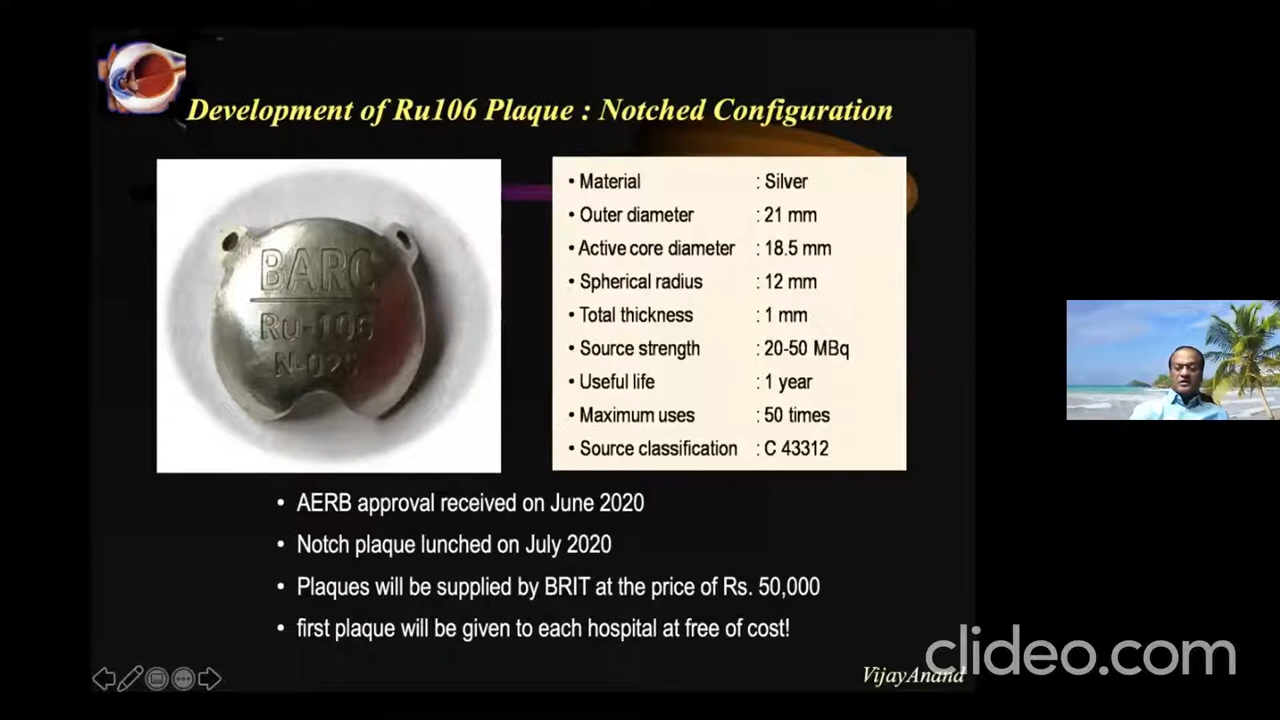 Development of Ru106 Plaque : Notched Configuration
BARC
Ru-106
• Material : Silver
• Outer diameter : 21 mm
• Active core diameter : 18.5 mm
• Spherical radius : 12 mm
• Total thickness : 1 mm
• Source strength : 20-50 MBq
• Useful life : 1 year
• Maximum uses : 50 times
• Source classification : C 43312
• AERB approval received on June 2020
• Notch plaque lunched on July 2020
• Plaques will be supplied by BRIT at the price of Rs. 50,000
• first plaque will be given to each hospital at free of cost!
clideo.com
VijayAnand